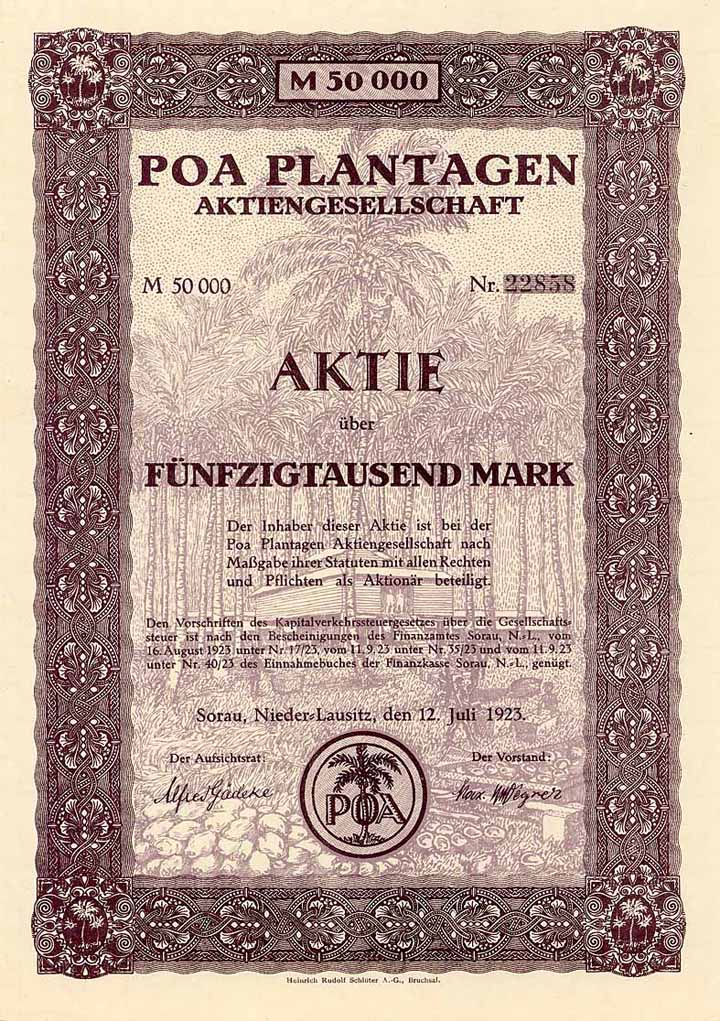 M 50 000
POA PLANTAGEN
AKTIENGESELLSCHAFT
M 50 000 Nr. 22858
AKTIE
über
FÜNFZIGTAUSEND MARK
Der Inhaber dieser Aktie ist bei der
Poa Plantagen Aktiengesellschaft nach
Maßgabe ihrer Statuten mit allen Rechten
und Pflichten als Aktionär beteiligt.
Den Vorschriften des Kapitalverkehrssteuergesetzes über die Gesellschafts-
steuer ist nach den Bescheinigungen des Finanzamtes Sorau, N.-L., vom
16. August 1923 unter Nr. 17/23, vom 11.9.23 unter Nr. 35/23 und vom 11.9.23
unter Nr. 40/23 des Einnahmebuches der Finanzkasse Sorau, N.-L., genügt.
Sorau, Nieder-Lausitz, den 12. Juli 1923.
Der Aufsichtsrat: Der Vorstand:
Alfred Gädeke
POA
Heinrich Rudolf Schlüter A.-G., Bruchsal.